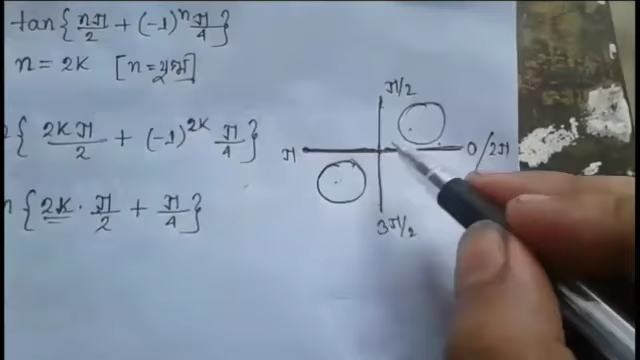 tan{nπ/2 + (-1)ⁿ π/4}
n = 2K [n = যুগ্ম]
{2Kπ/2 + (-1)²ᴷ π/4}
n{2K · π/2 + π/4}
π/2
π
0/2π
3π/2